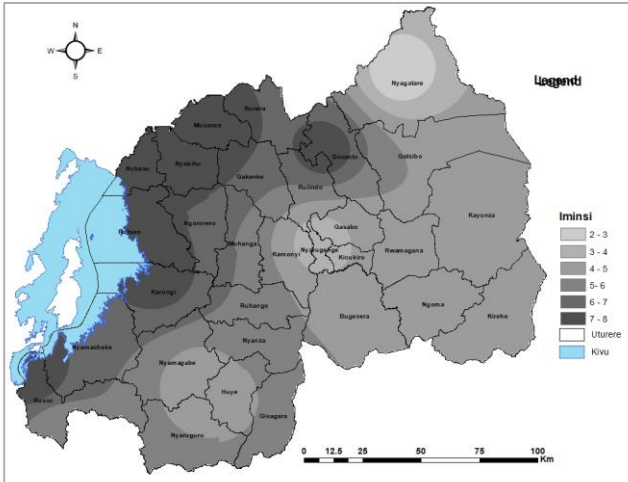 N
W E
S
Legend
Nyagatare
Burera
Musanze
Gicumbi
Rubavu
Nyabihu
Gatsibo
Gakenke
Rulindo
Kayonza
Ngororero
Gasabo
Muhanga
Kamonyi
Nyarugenge
Kicukiro
Rwamagana
Karongi
Ruhango
Bugesera
Ngoma
Kirehe
Nyamasheke
Nyanza
Nyamagabe
Huye
Gisagara
Nyaruguru
Iminsi
2 - 3
3 - 4
4 - 5
5- 6
6 - 7
7 - 8
Uturere
Kivu
0 12.5 25 50 75 100
Km